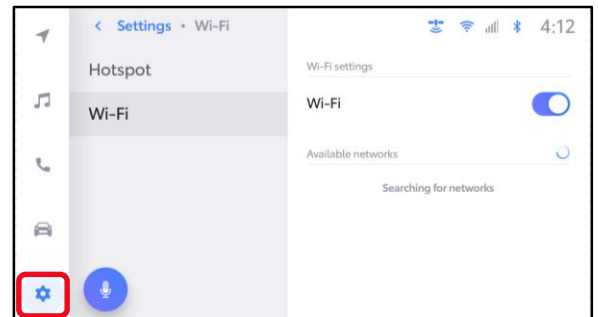 Settings • Wi-Fi
4:12
Hotspot
Wi-Fi
Wi-Fi settings
Wi-Fi
Available networks
Searching for networks